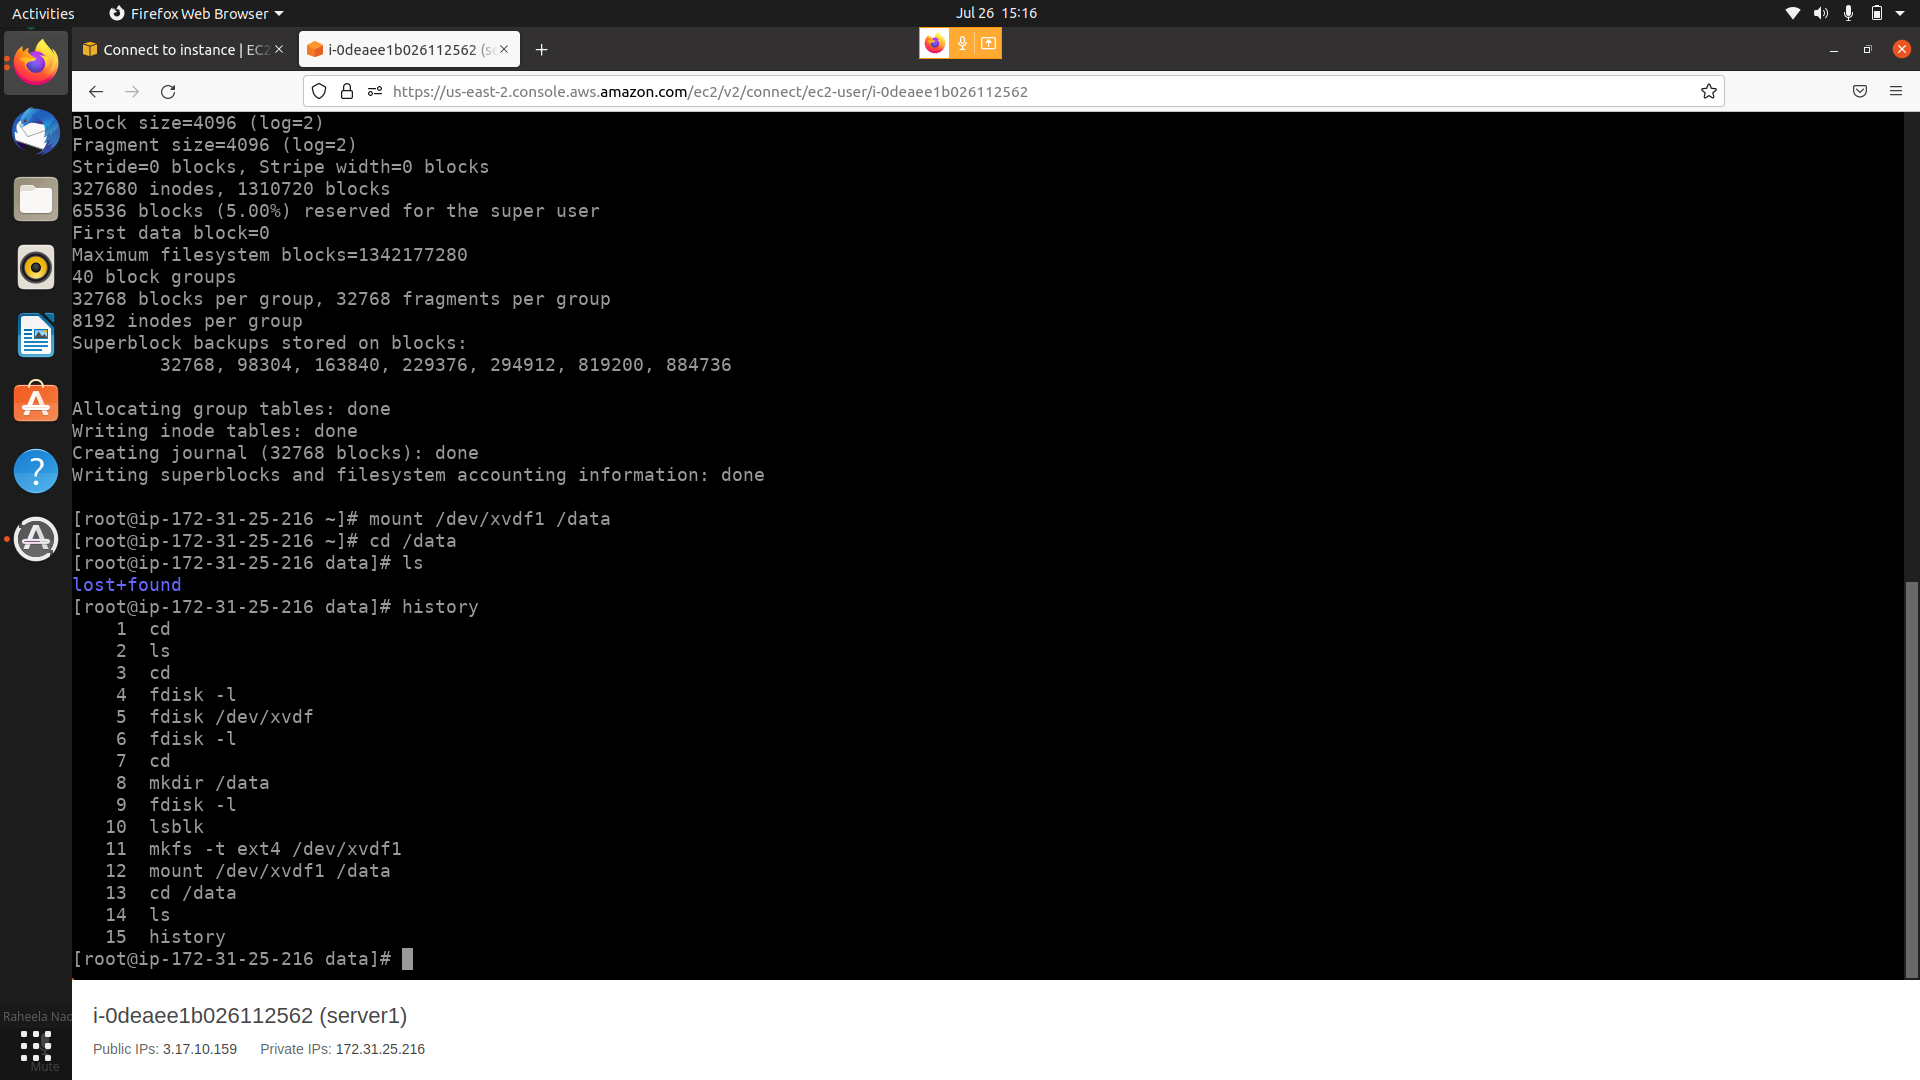 Activities
Firefox Web Browser
Jul 26 15:16
Connect to instance | EC2
i-0deaee1b026112562 (se
https://us-east-2.console.aws.amazon.com/ec2/v2/connect/ec2-user/i-0deaee1b026112562
Block size=4096 (log=2)
Fragment size=4096 (log=2)
Stride=0 blocks, Stripe width=0 blocks
327680 inodes, 1310720 blocks
65536 blocks (5.00%) reserved for the super user
First data block=0
Maximum filesystem blocks=1342177280
40 block groups
32768 blocks per group, 32768 fragments per group
8192 inodes per group
Superblock backups stored on blocks:
32768, 98304, 163840, 229376, 294912, 819200, 884736
Allocating group tables: done
Writing inode tables: done
Creating journal (32768 blocks): done
Writing superblocks and filesystem accounting information: done
[root@ip-172-31-25-216 ~]# mount /dev/xvdf1 /data
[root@ip-172-31-25-216 ~]# cd /data
[root@ip-172-31-25-216 data]# ls
lost+found
[root@ip-172-31-25-216 data]# history
1 cd
2 ls
3 cd
4 fdisk -l
5 fdisk /dev/xvdf
6 fdisk -l
7 cd
8 mkdir /data
9 fdisk -l
10 lsblk
11 mkfs -t ext4 /dev/xvdf1
12 mount /dev/xvdf1 /data
13 cd /data
14 ls
15 history
[root@ip-172-31-25-216 data]#
i-0deaee1b026112562 (server1)
Public IPs: 3.17.10.159 Private IPs: 172.31.25.216
Raheela Nad
Mute